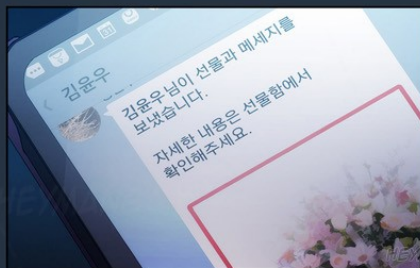 김윤우
김윤우님이 선물과 메세지를
보냈습니다.
자세한 내용은 선물함에서
확인해주세요.